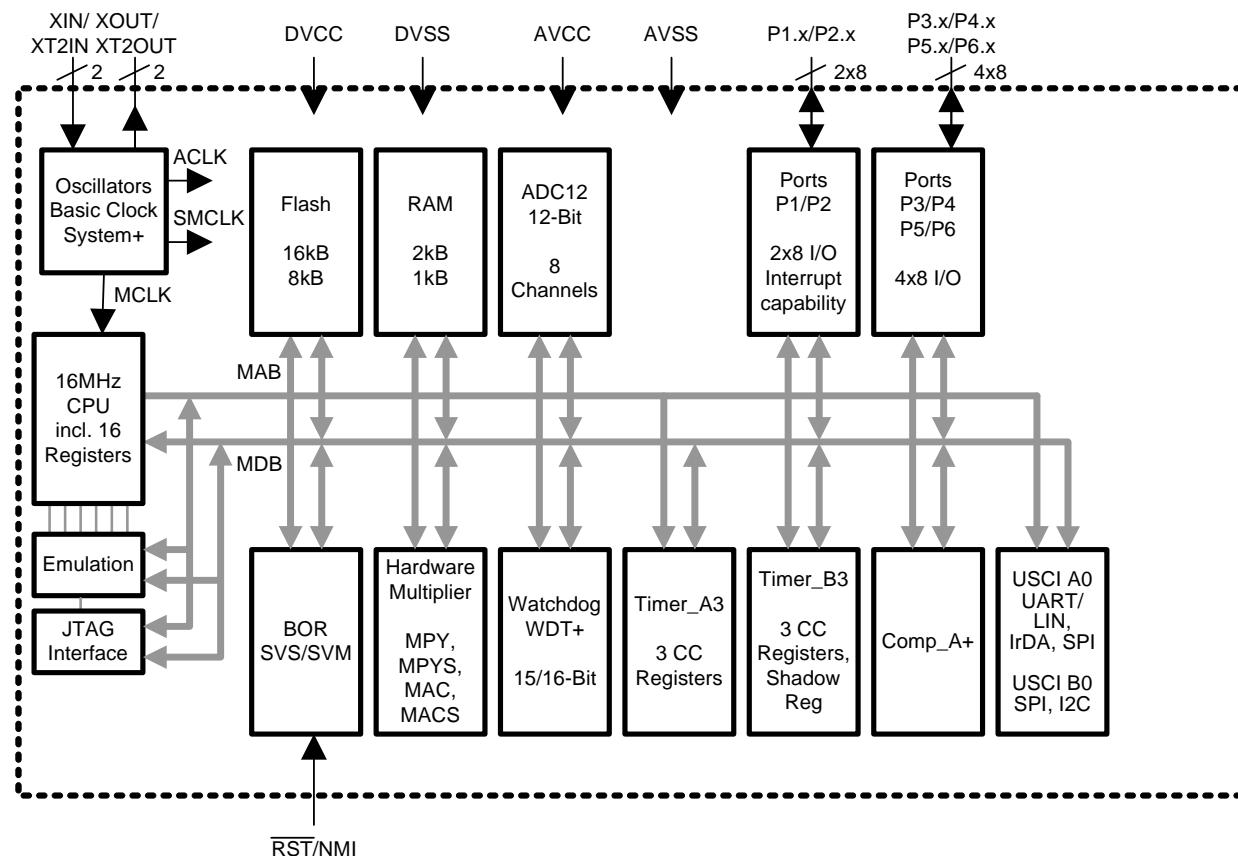 XIN/ XOUT/
XT2IN XT2OUT
2
2
DVCC
DVSS
AVCC
AVSS
P1.x/P2.x
2x8
P3.x/P4.x
P5.x/P6.x
4x8
Oscillators
Basic Clock
System+
ACLK
SMCLK
MCLK
Flash
16kB
8kB
RAM
2kB
1kB
ADC12
12-Bit
8
Channels
Ports
P1/P2
2x8 I/O
Interrupt
capability
Ports
P3/P4
P5/P6
4x8 I/O
16MHz
CPU
incl. 16
Registers
MAB
MDB
Emulation
JTAG
Interface
BOR
SVS/SVM
Hardware
Multiplier
MPY,
MPYS,
MAC,
MACS
Watchdog
WDT+
15/16-Bit
Timer_A3
3 CC
Registers
Timer_B3
3 CC
Registers,
Shadow
Reg
Comp_A+
USCI A0
UART/
LIN,
IrDA, SPI
USCI B0
SPI, I2C
RST/NMI